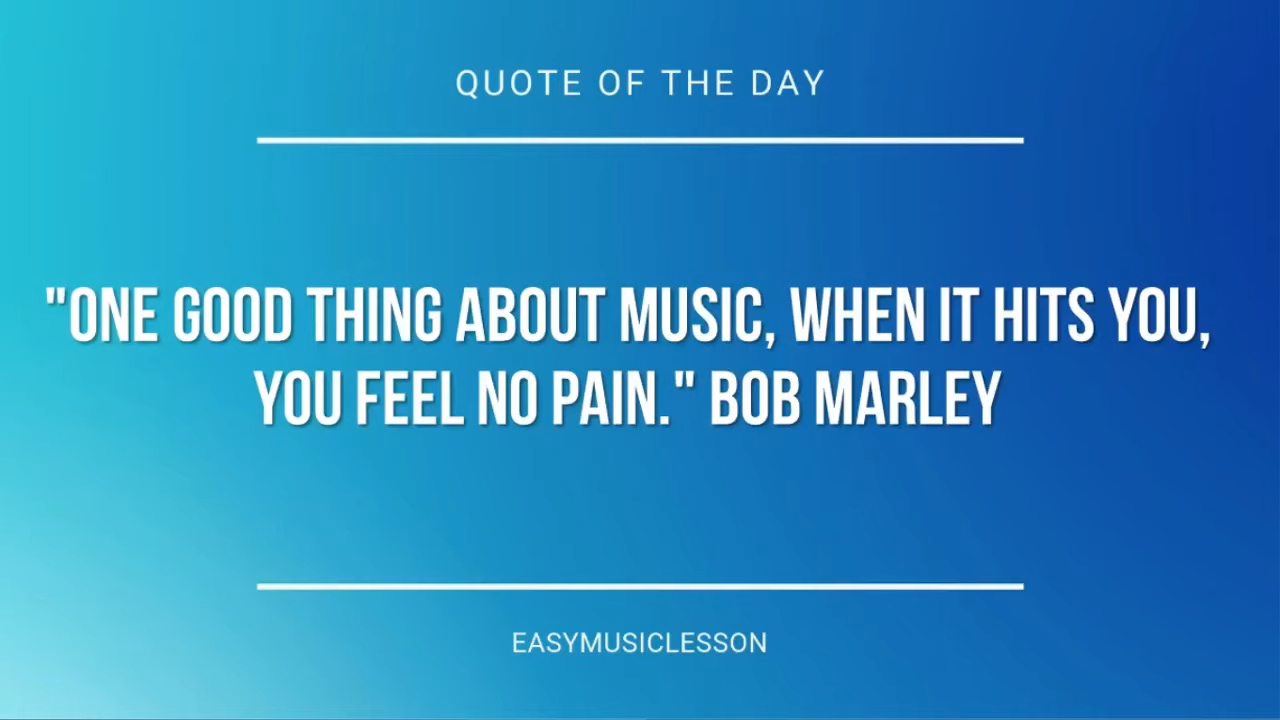 QUOTE OF THE DAY
"ONE GOOD THING ABOUT MUSIC, WHEN IT HITS YOU,
YOU FEEL NO PAIN." BOB MARLEY
EASYMUSICLESSON